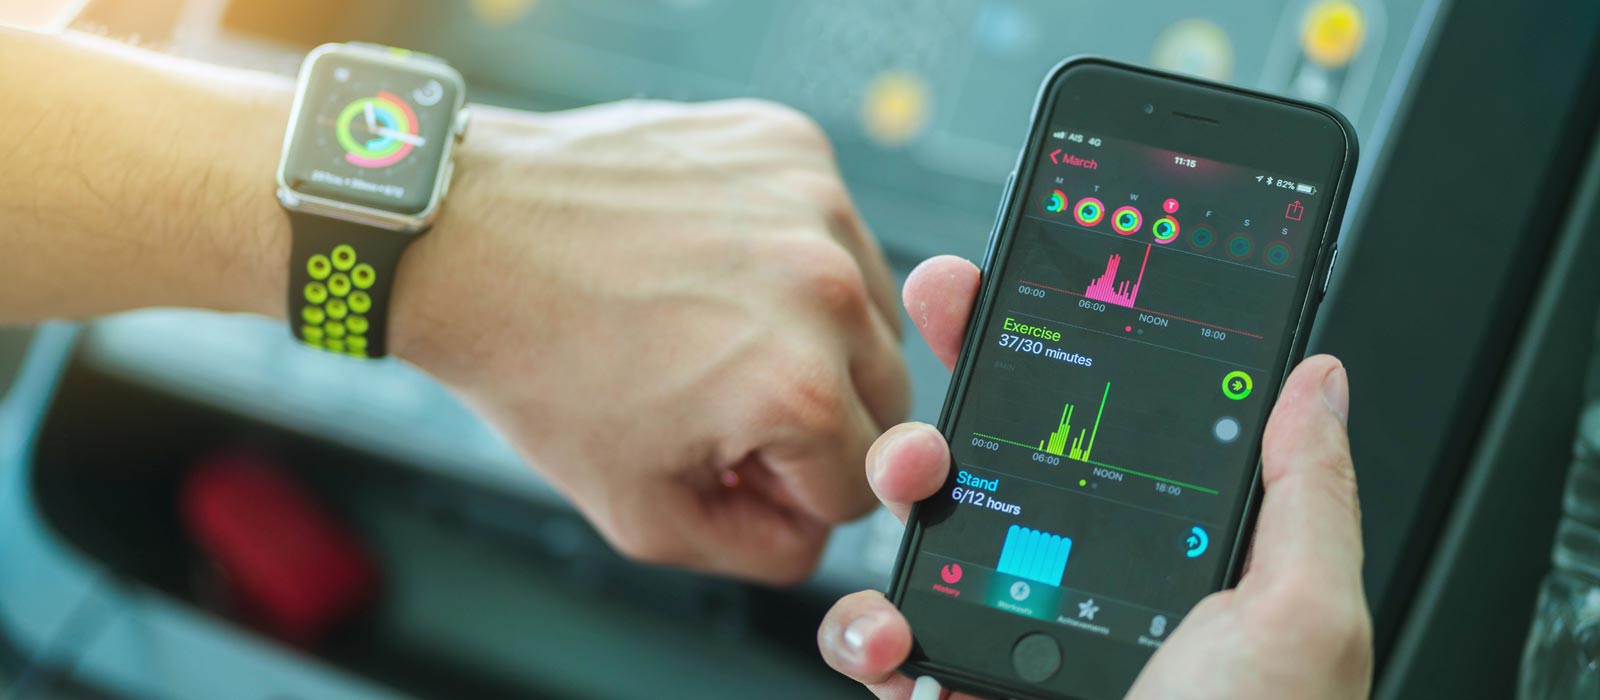 AIS 4G
11:15
82%
March
M T W T F S S
00:00 06:00 NOON 18:00
Exercise
37/30 minutes
00:00 06:00 NOON 18:00
Stand
6/12 hours
History Workouts Achievements